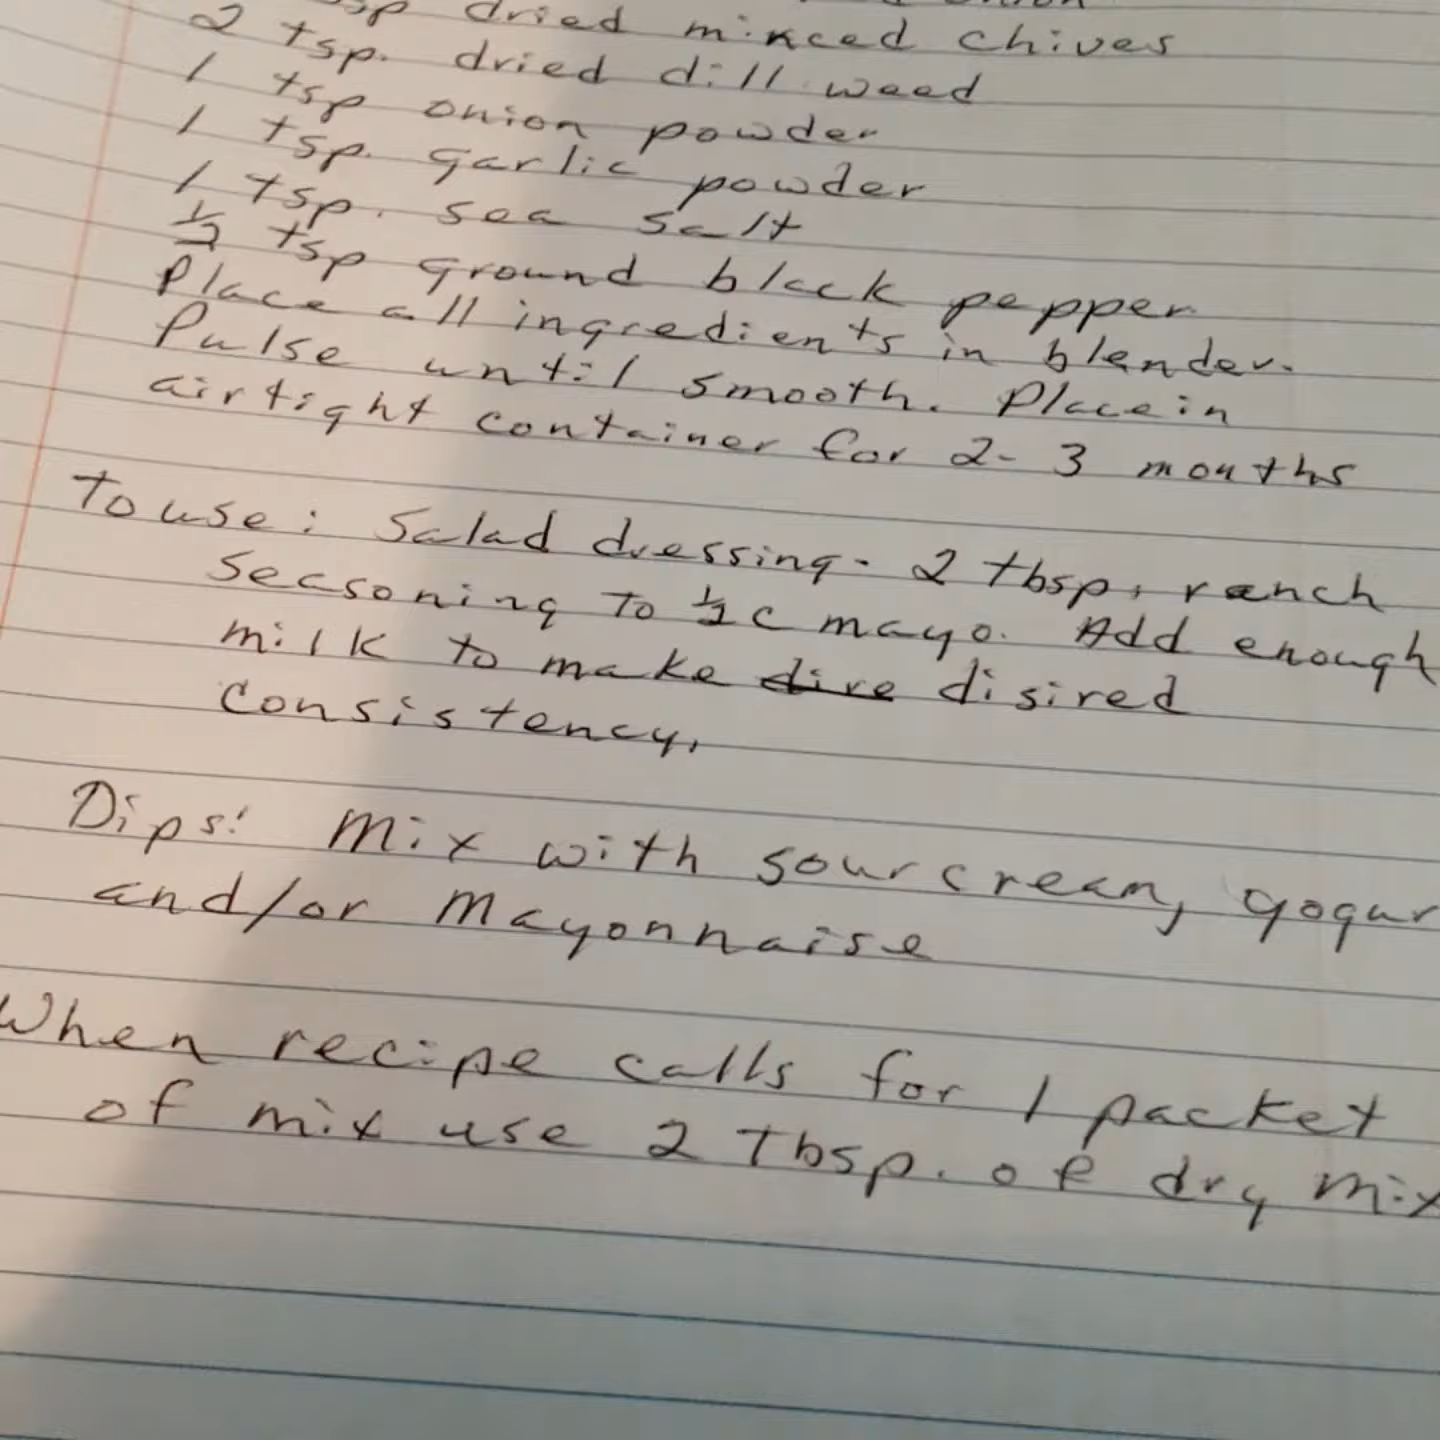 dried minced chives
2 tsp. dried dill weed
1 tsp onion powder
1 tsp. garlic powder
1 tsp. sea salt
½ tsp ground black pepper
Place all ingredients in blender.
Pulse until smooth. Place in
airtight container for 2-3 months
To use: Salad dressing - 2 tbsp. ranch
seasoning to ½ c mayo. Add enough
milk to make disired
consistency.
Dips: Mix with sour cream, yogur
and/or Mayonnaise
When recipe calls for 1 packet
of mix use 2 Tbsp. of dry mix